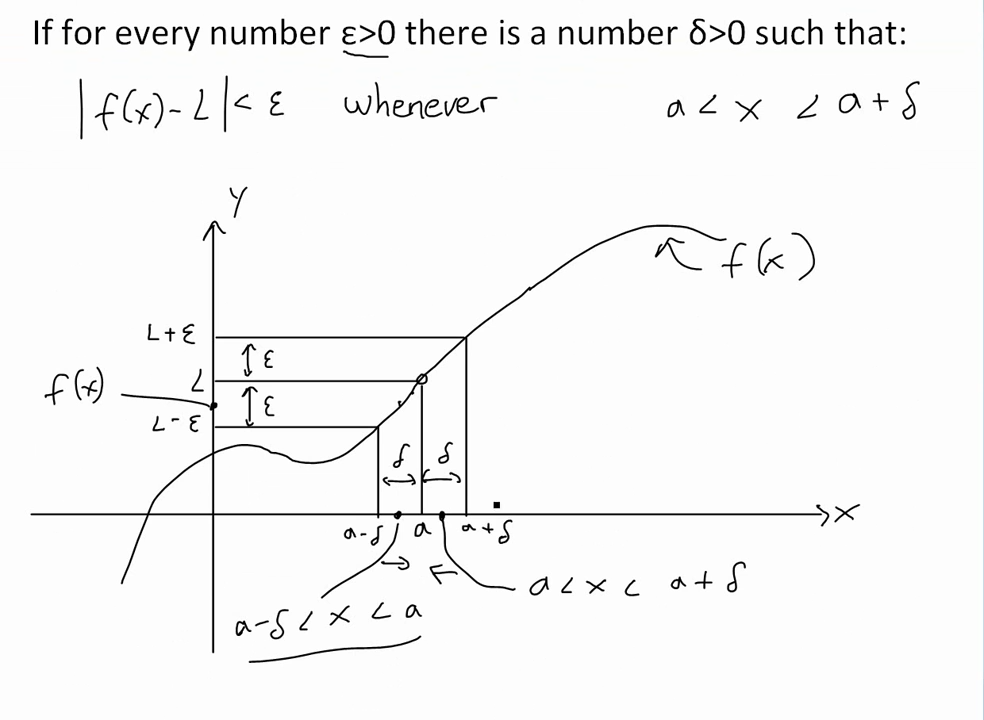 If for every number ε>0 there is a number δ>0 such that:
|f(x)-L|<ε whenever a<x<a+δ
y
f(x)
L+ε
ε
L
f(x)
ε
L-ε
δ δ
x
a-δ a a+δ
a<x<a+δ
a-δ<x<a